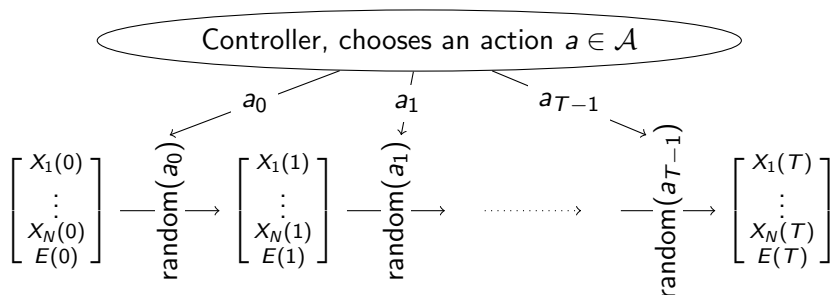 Controller, chooses an action a ∈ 𝒜
a₀ a₁ a_{T−1}
random(a₀) random(a₁) random(a_{T−1})
X₁(0) X₁(1) X₁(T)
⋮ ⋮ ⋮
X_N(0) X_N(1) X_N(T)
E(0) E(1) E(T)